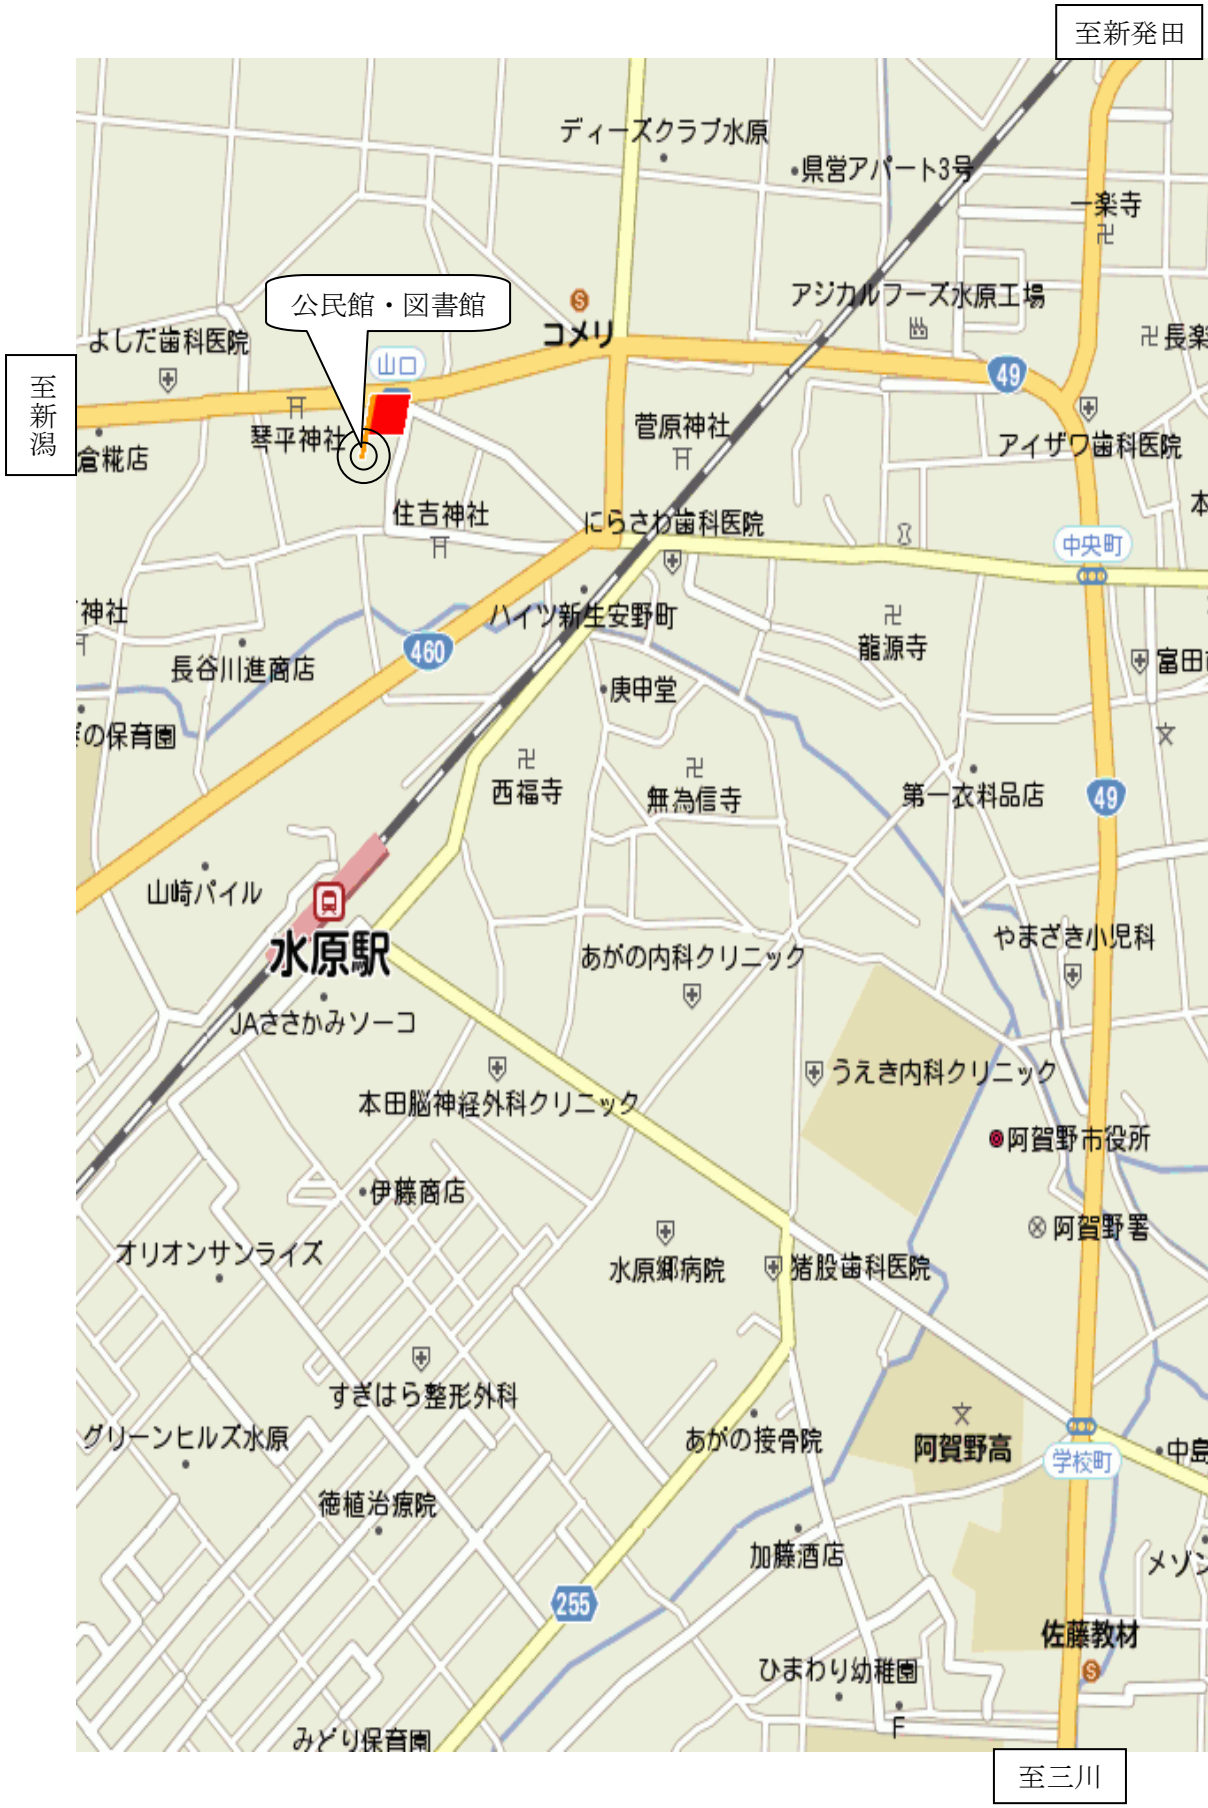 至新発田
ディーズクラブ水原
県営アパート3号
一楽寺
公民館・図書館
アジカルフーズ水原工場
よしだ歯科医院
コメリ
長楽
山口
49
至新潟
菅原神社
琴平神社
倉糀店
アイザワ歯科医院
本
住吉神社
にらさわ歯科医院
中央町
神社
ハイツ新生安野町
龍源寺
460
長谷川進商店
富田
庚申堂
の保育園
西福寺
無為信寺
第一衣料品店
49
山崎パイル
水原駅
あがの内科クリニック
やまざき小児科
JAささかみソーコ
うえき内科クリニック
本田脳神経外科クリニック
阿賀野市役所
伊藤商店
阿賀野署
オリオンサンライズ
水原郷病院
猪股歯科医院
すぎはら整形外科
グリーンヒルズ水原
あがの接骨院
阿賀野高
学校町
中島
徳植治療院
加藤酒店
メゾン
255
佐藤教材
ひまわり幼稚園
F
みどり保育園
至三川